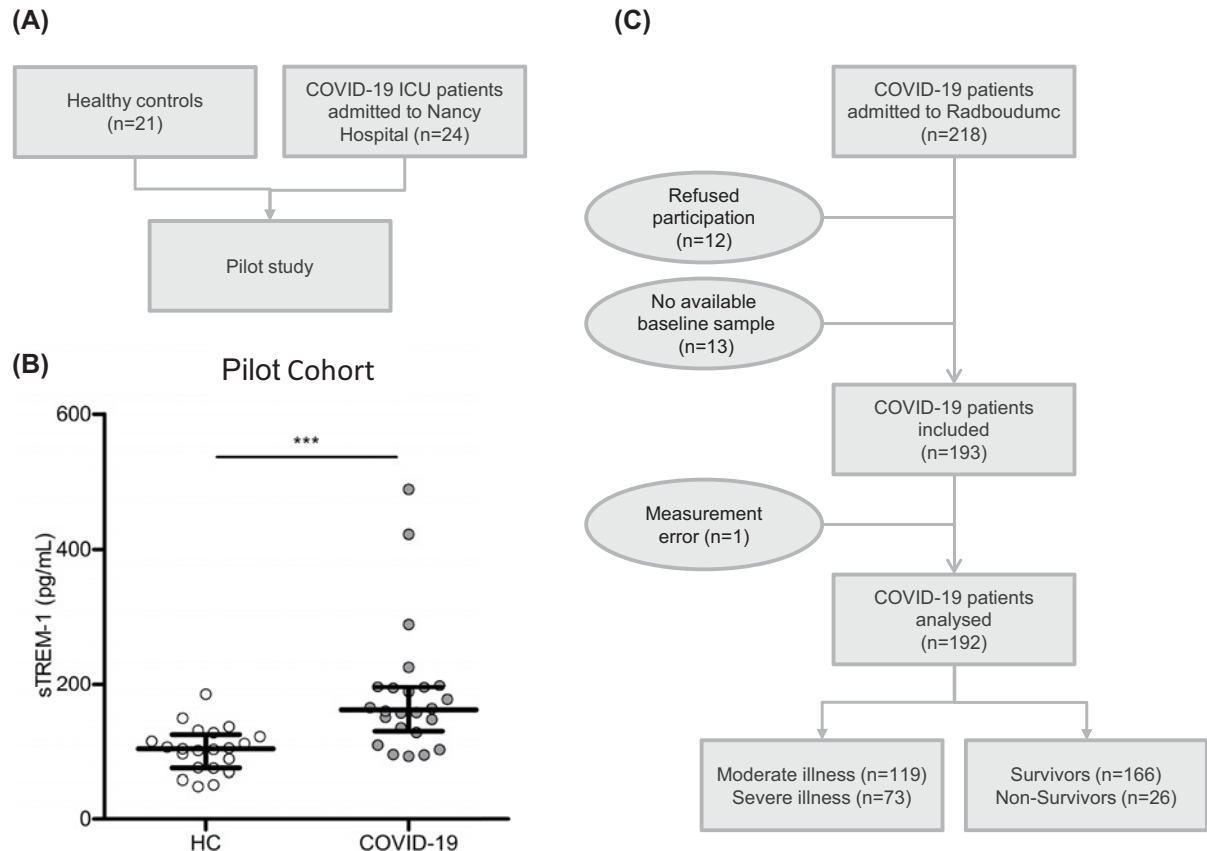 (A)
Healthy controls
(n=21)
COVID-19 ICU patients
admitted to Nancy
Hospital (n=24)
Pilot study
(B)
Pilot Cohort
600
400
200
0
sTREM-1 (pg/mL)
***
HC
COVID-19
(C)
COVID-19 patients
admitted to Radboudumc
(n=218)
Refused
participation
(n=12)
No available
baseline sample
(n=13)
COVID-19 patients
included
(n=193)
Measurement
error (n=1)
COVID-19 patients
analysed
(n=192)
Moderate illness (n=119)
Severe illness (n=73)
Survivors (n=166)
Non-Survivors (n=26)